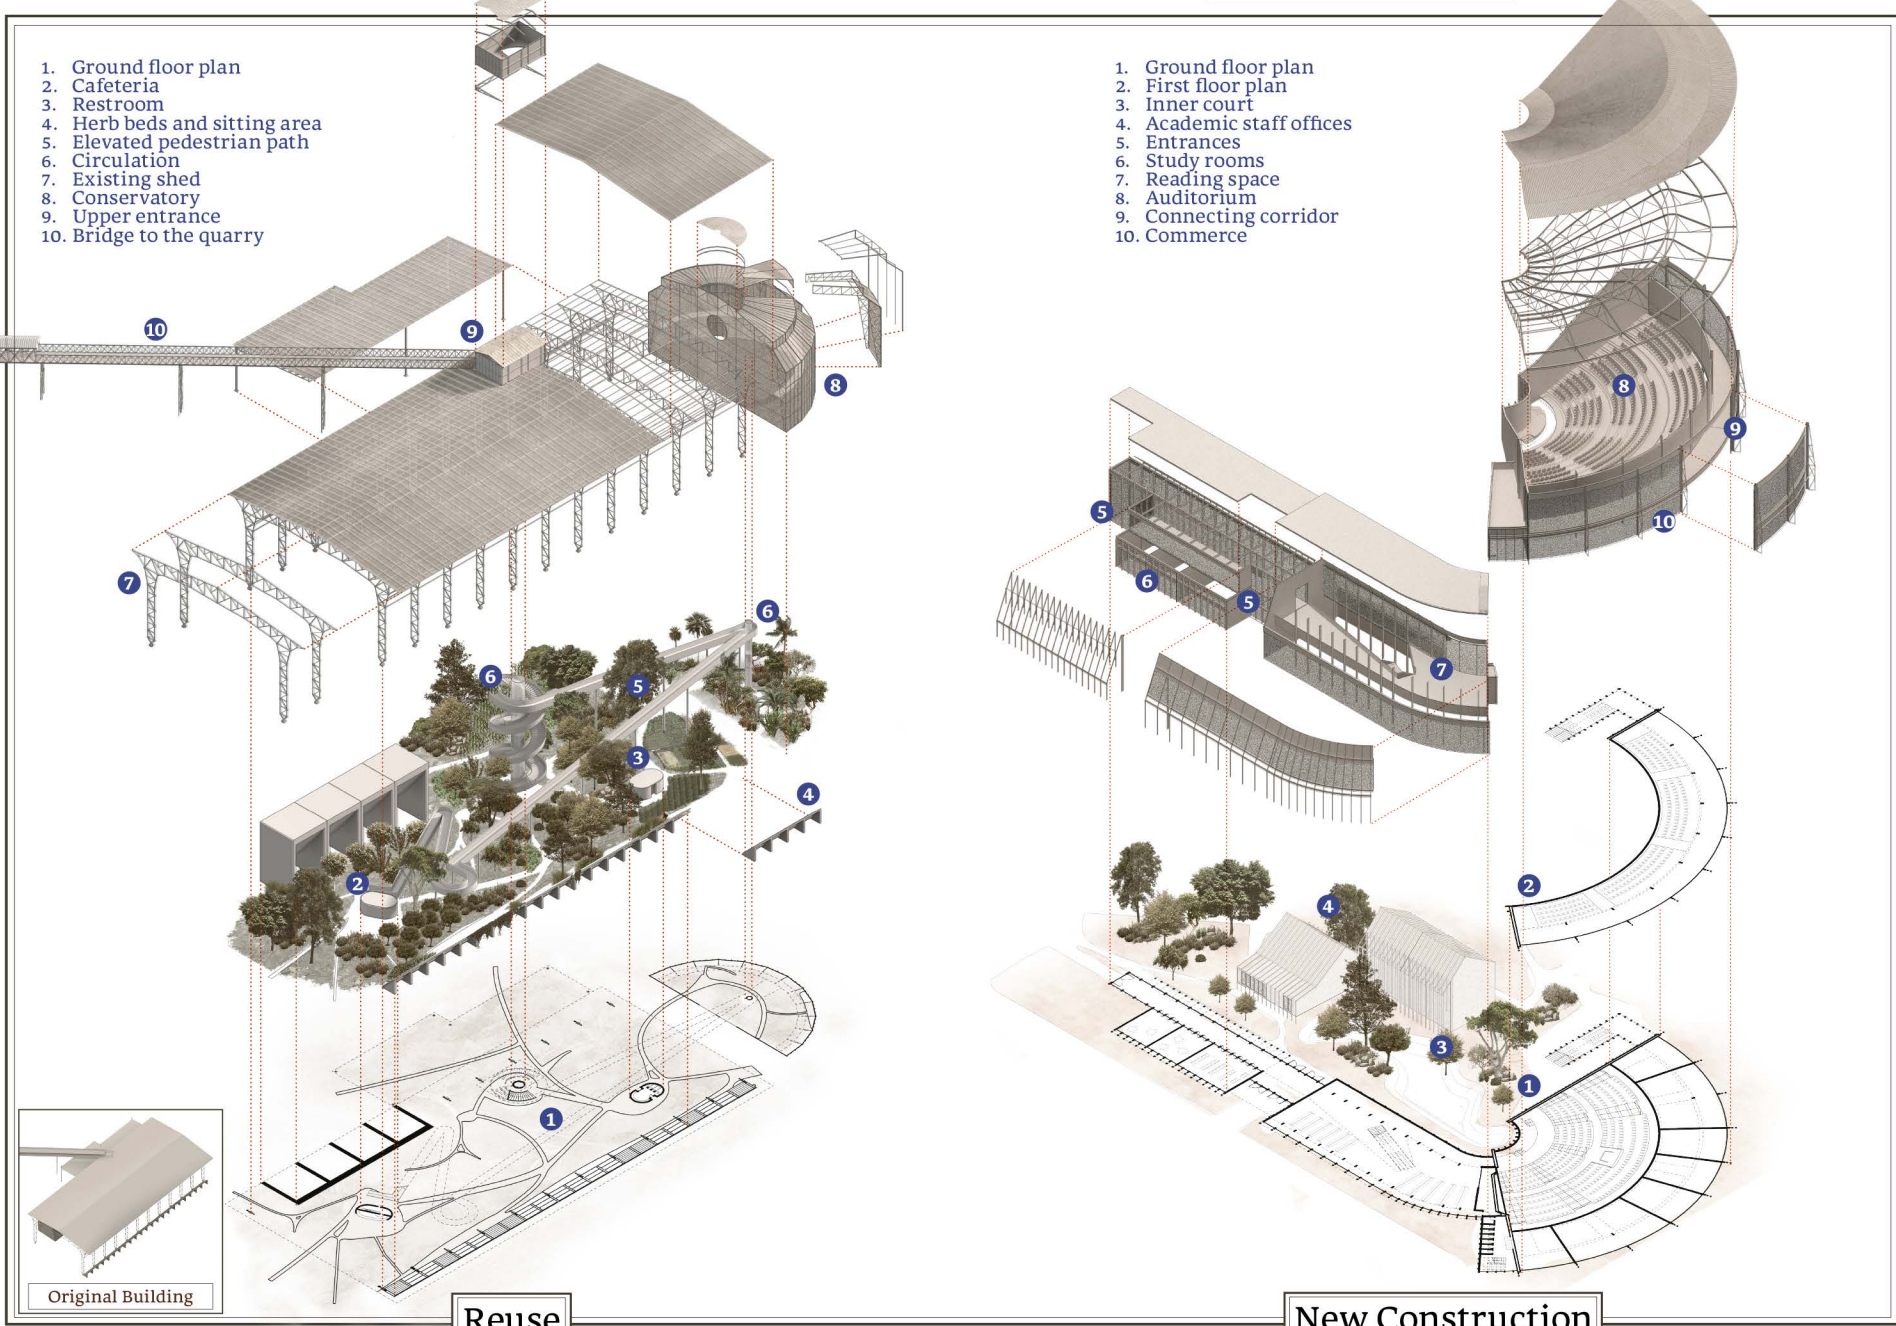 1. Ground floor plan
2. Cafeteria
3. Restroom
4. Herb beds and sitting area
5. Elevated pedestrian path
6. Circulation
7. Existing shed
8. Conservatory
9. Upper entrance
10. Bridge to the quarry
10
9
8
7
6
6
5
3
4
2
1
Original Building
Reuse
1. Ground floor plan
2. First floor plan
3. Inner court
4. Academic staff offices
5. Entrances
6. Study rooms
7. Reading space
8. Auditorium
9. Connecting corridor
10. Commerce
8
9
5
10
6
5
7
2
4
3
1
New Construction